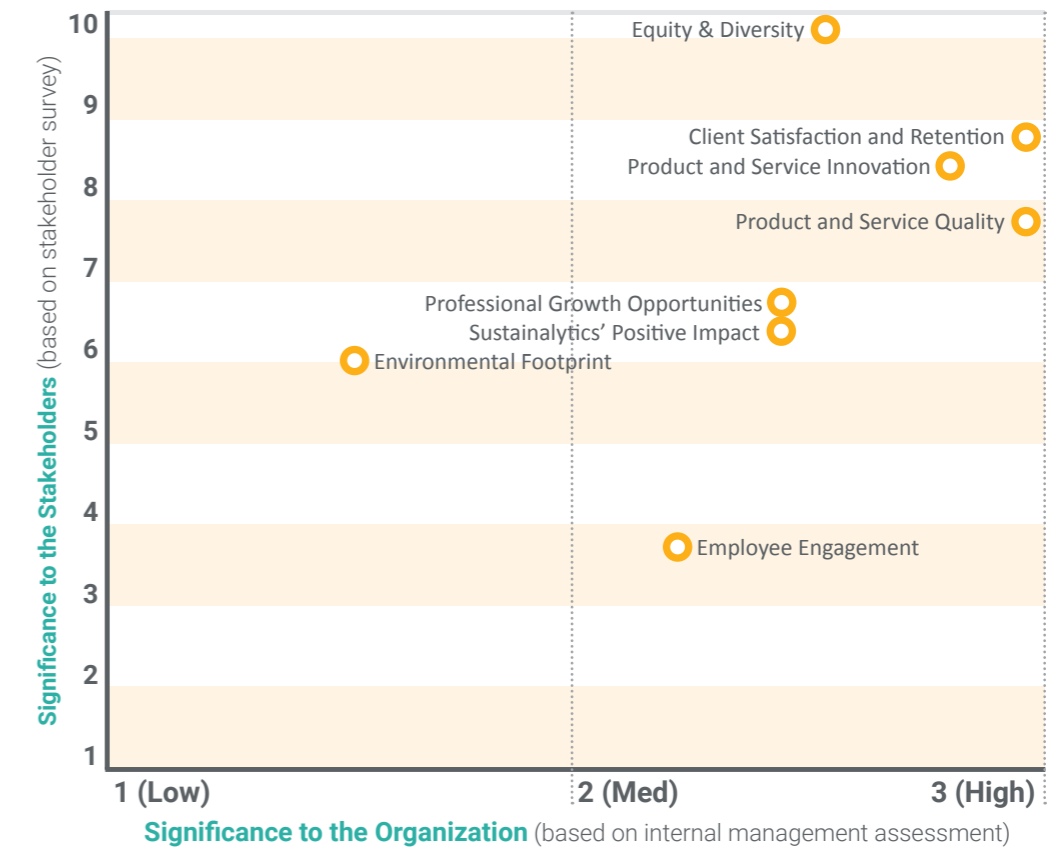 10
Equity & Diversity
9
Client Satisfaction and Retention
Product and Service Innovation
8
Product and Service Quality
7
Professional Growth Opportunities
Sustainalytics’ Positive Impact
6
Environmental Footprint
5
4
Employee Engagement
3
2
1
Significance to the Stakeholders (based on stakeholder survey)
1 (Low)
2 (Med)
3 (High)
Significance to the Organization (based on internal management assessment)